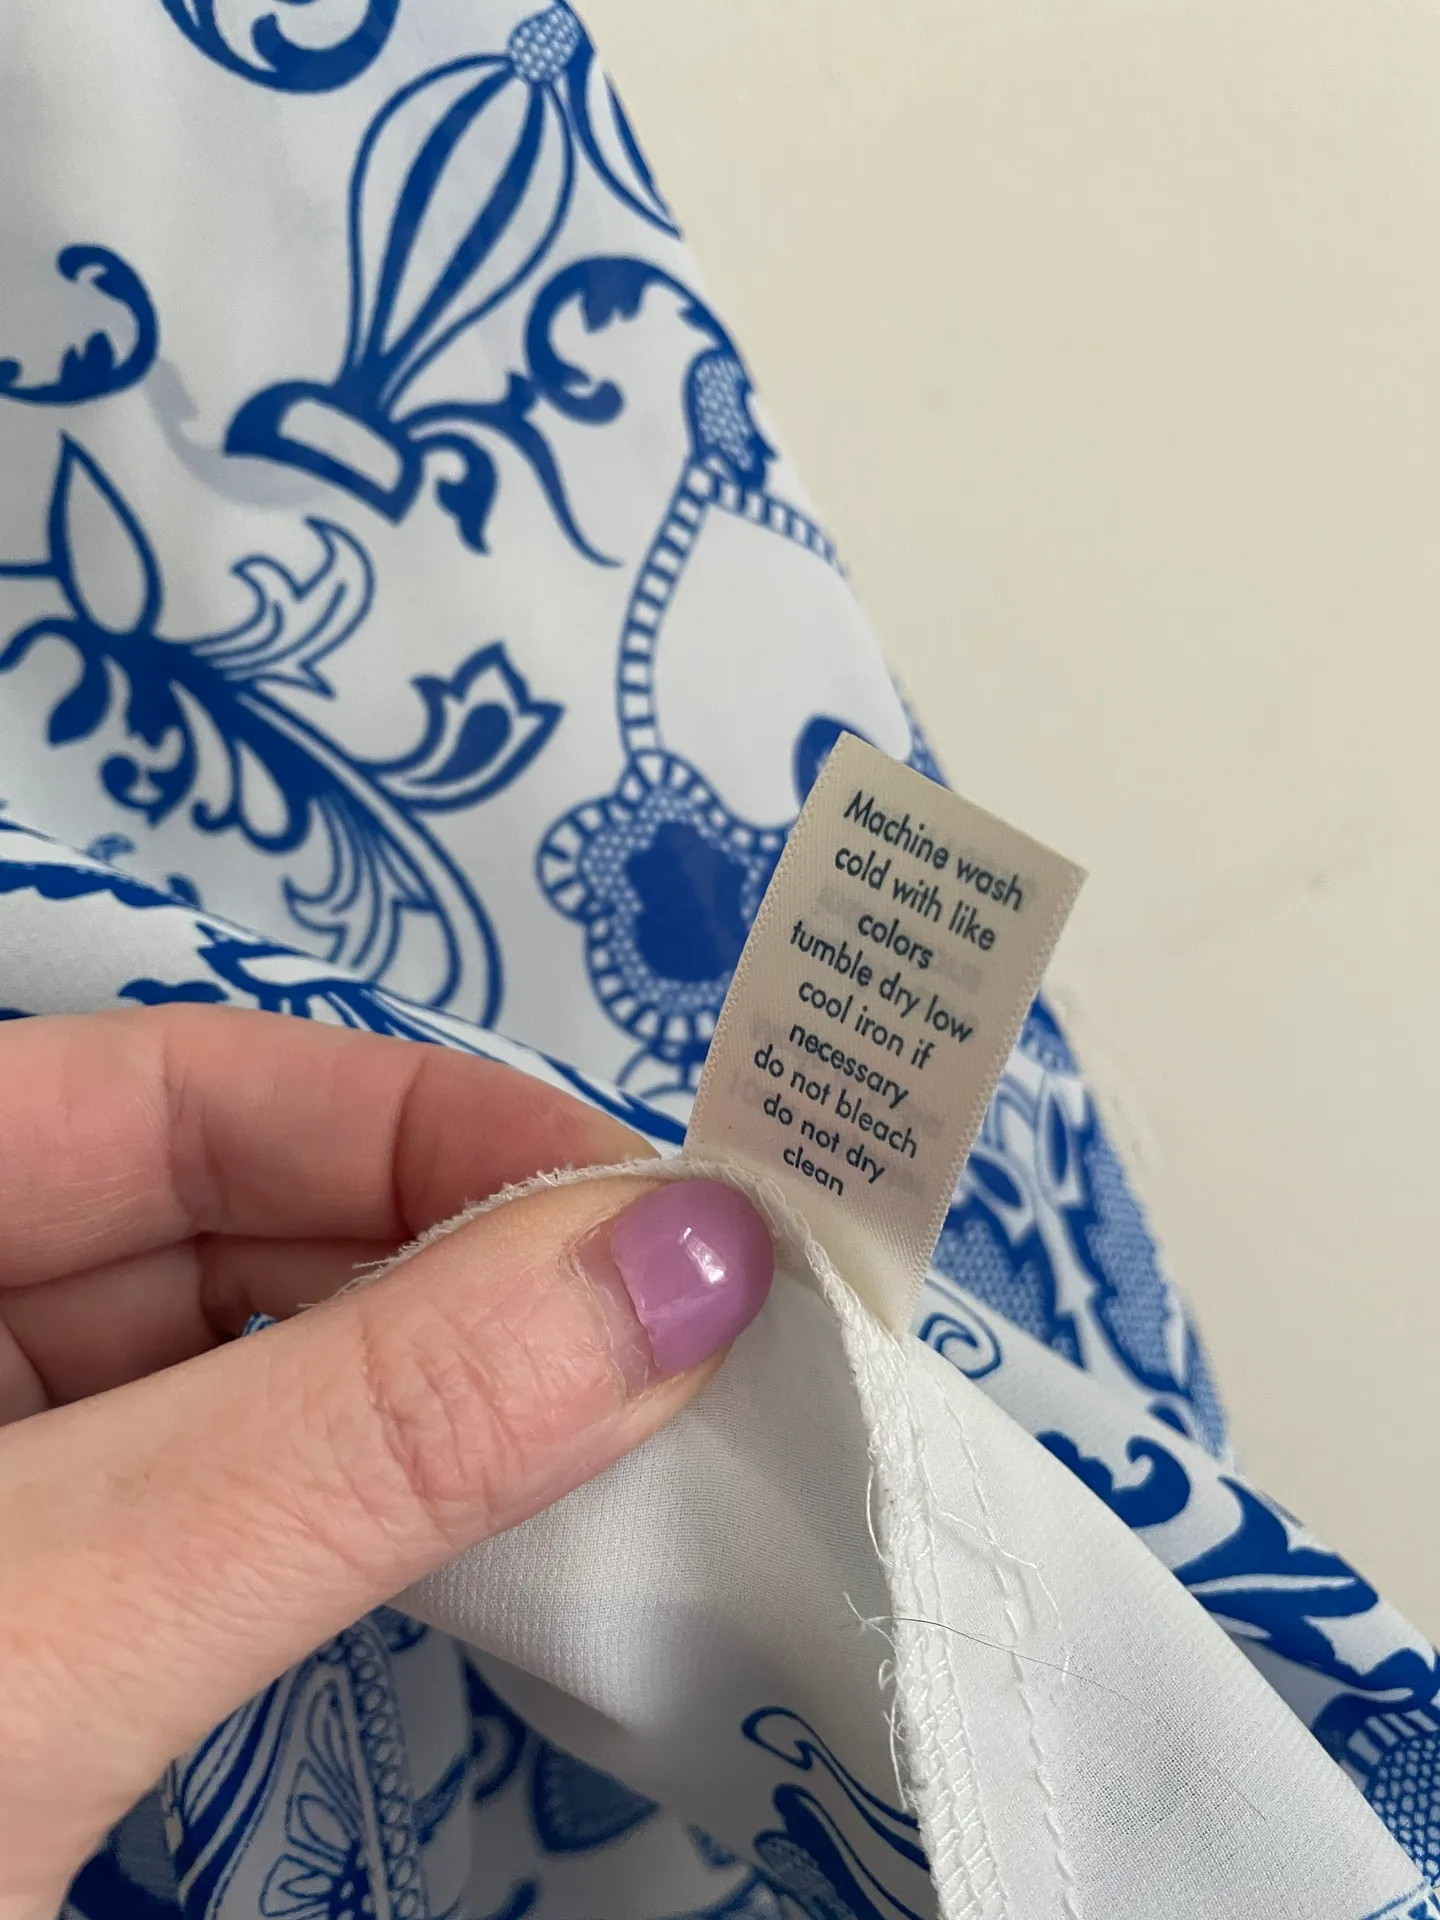 Machine wash
cold with like
colors
tumble dry low
cool iron if
necessary
do not bleach
do not dry
clean